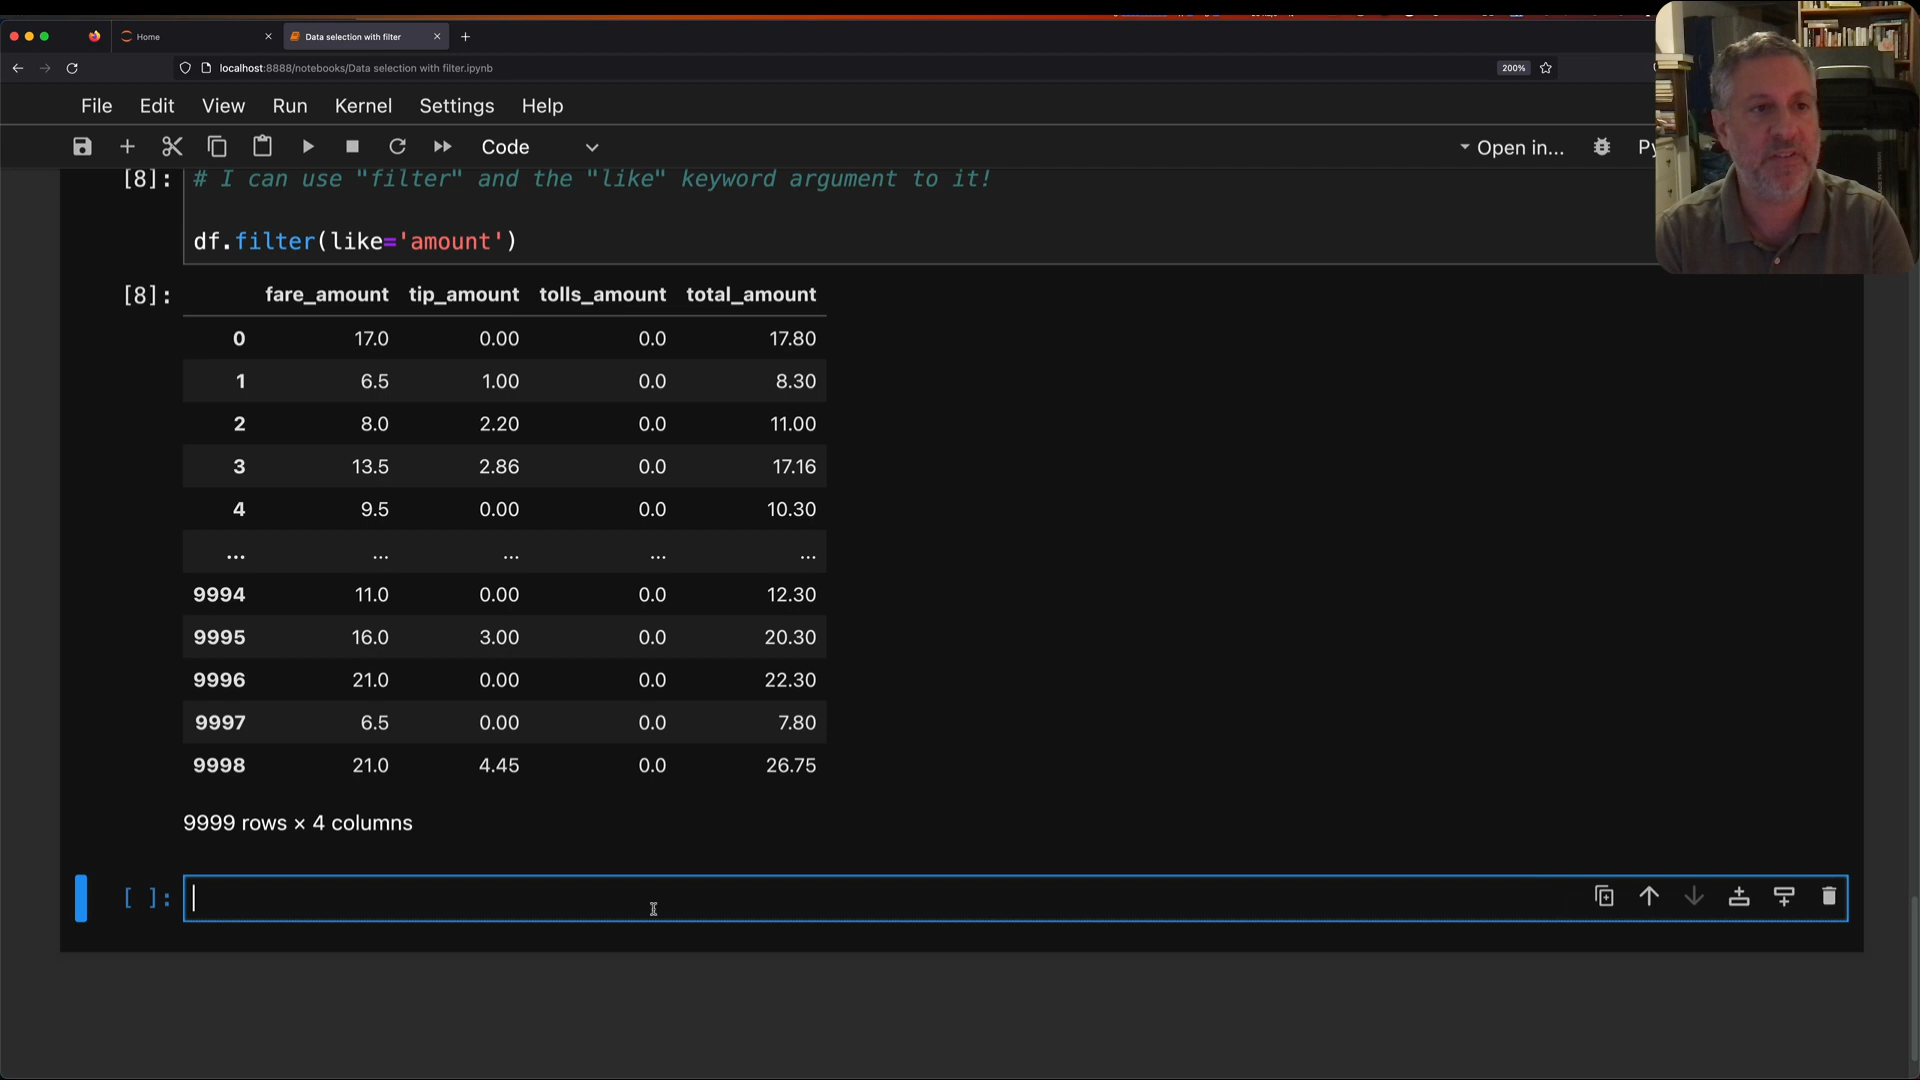 Home
Data selection with filter
localhost:8888/notebooks/Data selection with filter.ipynb
200%
File Edit View Run Kernel Settings Help
Code
Open in...
Py
[8]: # I can use "filter" and the "like" keyword argument to it!
df.filter(like='amount')
[8]: fare_amount tip_amount tolls_amount total_amount
0 17.0 0.00 0.0 17.80
1 6.5 1.00 0.0 8.30
2 8.0 2.20 0.0 11.00
3 13.5 2.86 0.0 17.16
4 9.5 0.00 0.0 10.30
... ... ... ... ...
9994 11.0 0.00 0.0 12.30
9995 16.0 3.00 0.0 20.30
9996 21.0 0.00 0.0 22.30
9997 6.5 0.00 0.0 7.80
9998 21.0 4.45 0.0 26.75
9999 rows × 4 columns
[ ]: